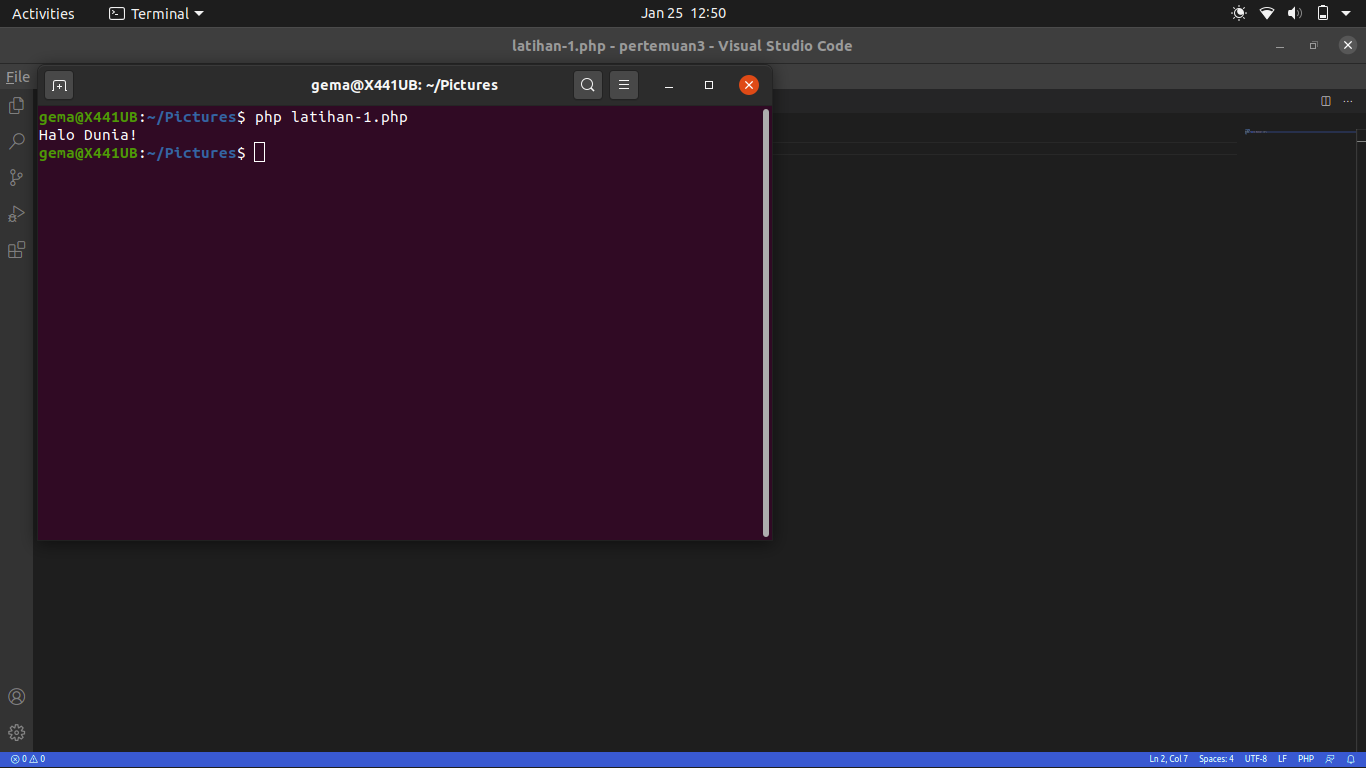 Activities Terminal Jan 25 12:50
latihan-1.php - pertemuan3 - Visual Studio Code
File
gema@X441UB: ~/Pictures
gema@X441UB:~/Pictures$ php latihan-1.php
Halo Dunia!
gema@X441UB:~/Pictures$
0 0 Ln 2, Col 7 Spaces: 4 UTF-8 LF PHP